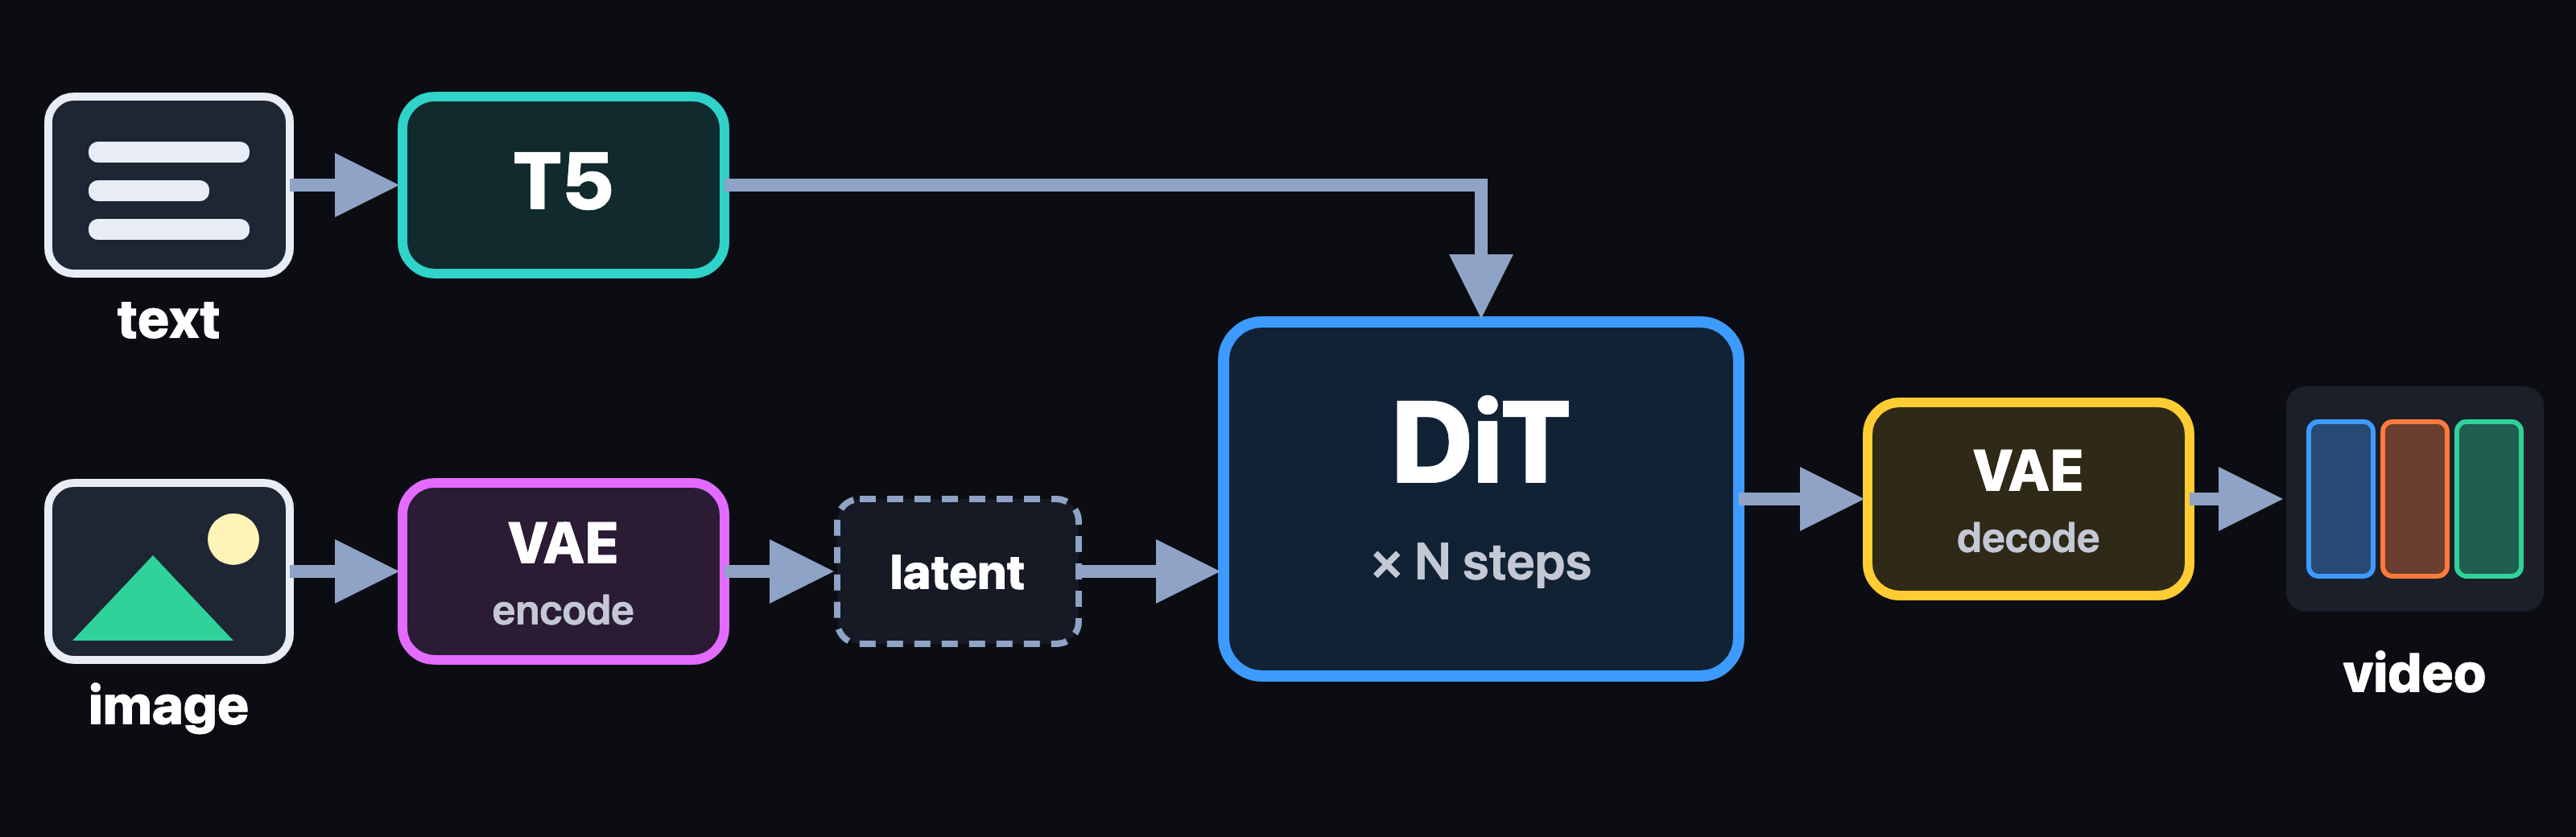 text
T5
image
VAE
encode
latent
DiT
× N steps
VAE
decode
video